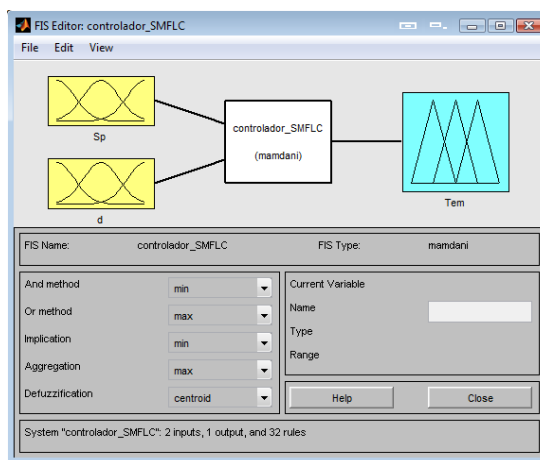 FIS Editor: controlador_SMFLC
File Edit View
Sp
d
controlador_SMFLC
(mamdani)
Tem
FIS Name: controlador_SMFLC FIS Type: mamdani
And method min
Or method max
Implication min
Aggregation max
Defuzzification centroid
Current Variable
Name
Type
Range
Help Close
System "controlador_SMFLC": 2 inputs, 1 output, and 32 rules